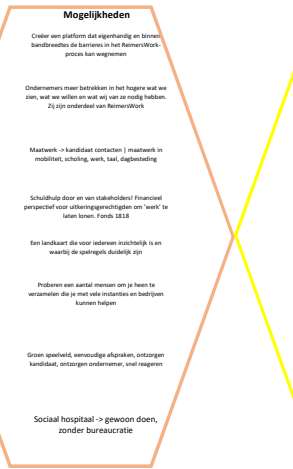 Mogelijkheden
Creëer een platform dat eigenhandig en binnen
bandbreedtes de barrieres in het ReimersWork-
proces kan wegnemen
Ondernemers meer betrekken in het hogere wat we
zien, wat we willen en wat wij van ze nodig hebben.
Zij zijn onderdeel van ReimersWork
Maatwerk -> kandidaat contacten | maatwerk in
mobiliteit, scholing, werk, taal, dagbesteding
Schuldhulp door en van stakeholders! Financieel
perspectief voor uitkeringsgerechtigden om 'werk' te
laten lonen. Fonds 1818
Een landkaart die voor iedereen inzichtelijk is en
waarbij de spelregels duidelijk zijn
Proberen een aantal mensen om je heen te
verzamelen die je met vele instanties en bedrijven
kunnen helpen
Groen speelveld, eenvoudige afspraken, ontzorgen
kandidaat, ontzorgen ondernemer, snel reageren
Sociaal hospitaal -> gewoon doen,
zonder bureaucratie